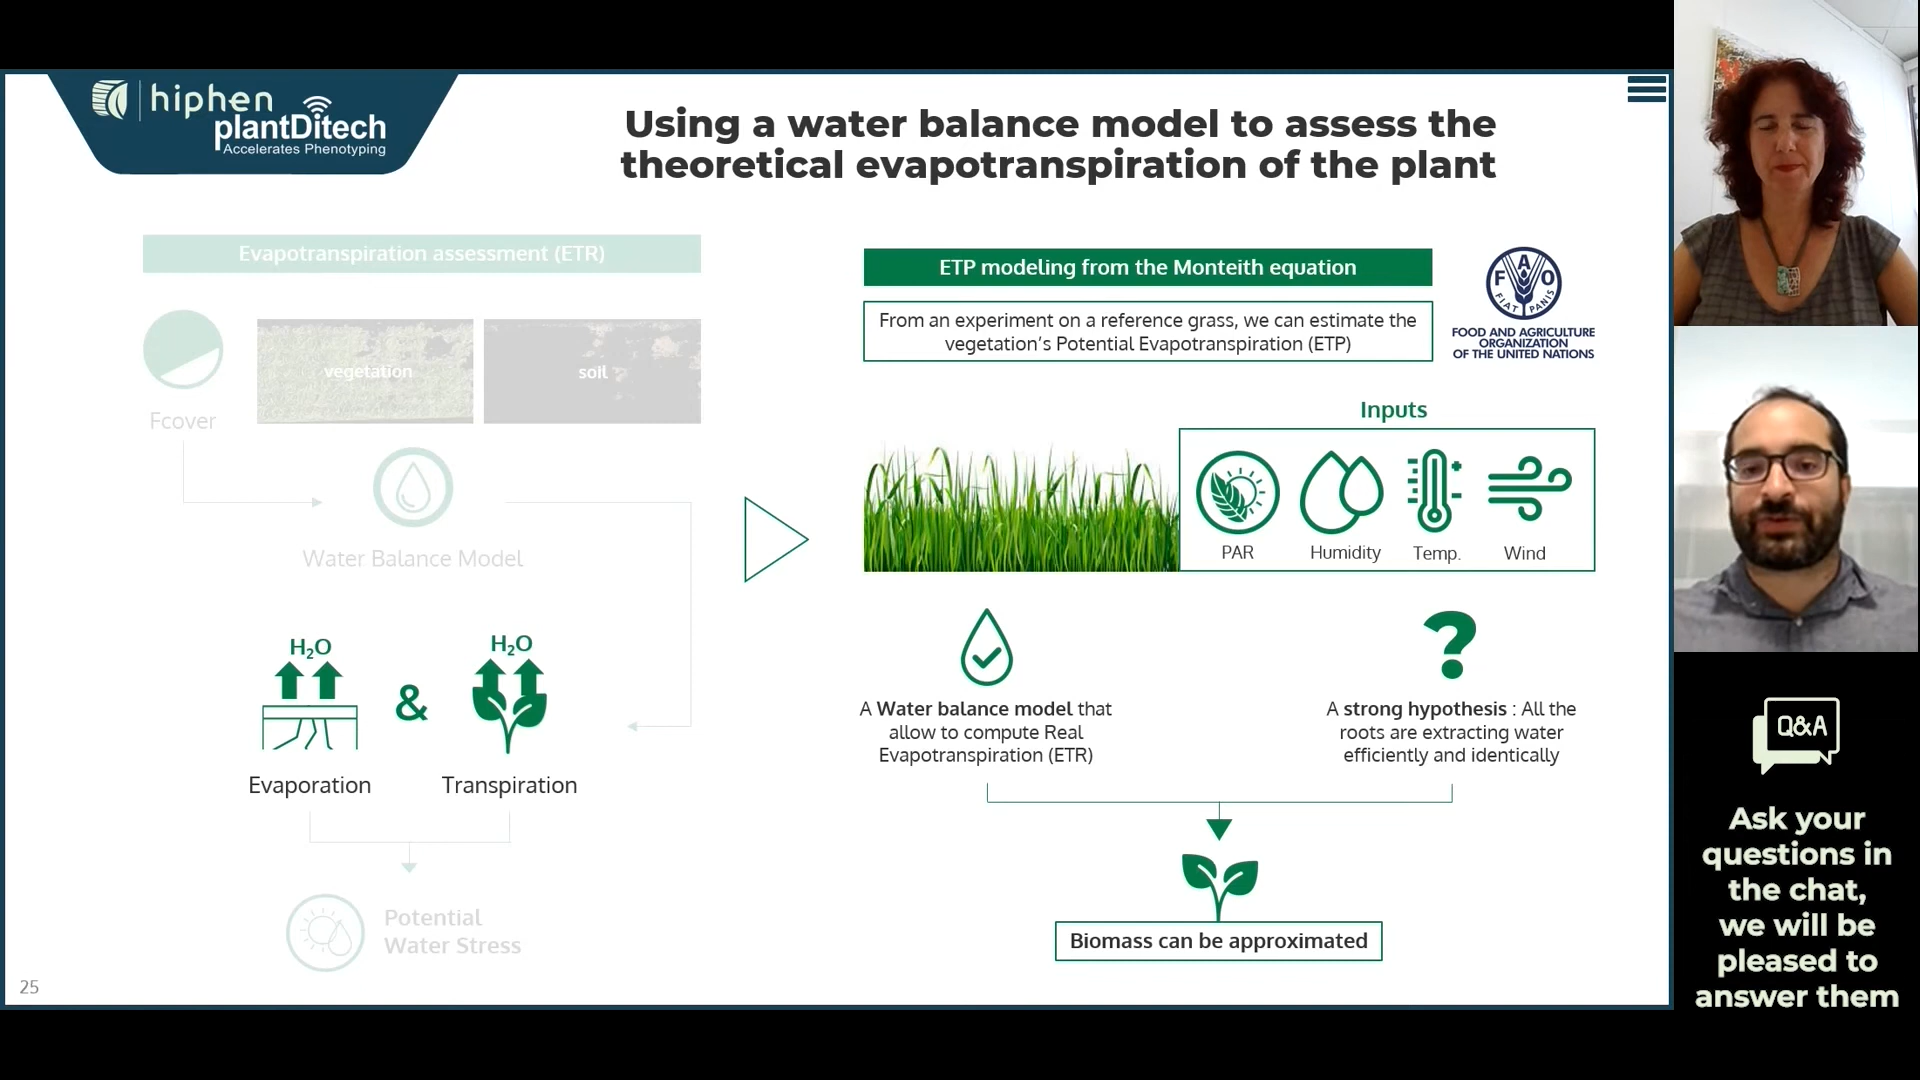 hiphen
plantDitech
Accelerates Phenotyping
Using a water balance model to assess the
theoretical evapotranspiration of the plant
Evapotranspiration assessment (ETR)
vegetation
soil
Fcover
Water Balance Model
H₂O
H₂O
&
Evaporation
Transpiration
Potential
Water Stress
25
ETP modeling from the Monteith equation
From an experiment on a reference grass, we can estimate the
vegetation's Potential Evapotranspiration (ETP)
F A O
FIAT PANIS
FOOD AND AGRICULTURE
ORGANIZATION
OF THE UNITED NATIONS
Inputs
PAR
Humidity
Temp.
Wind
?
A Water balance model that
allow to compute Real
Evapotranspiration (ETR)
A strong hypothesis : All the
roots are extracting water
efficiently and identically
Biomass can be approximated
Q&A
Ask your
questions in
the chat,
we will be
pleased to
answer them